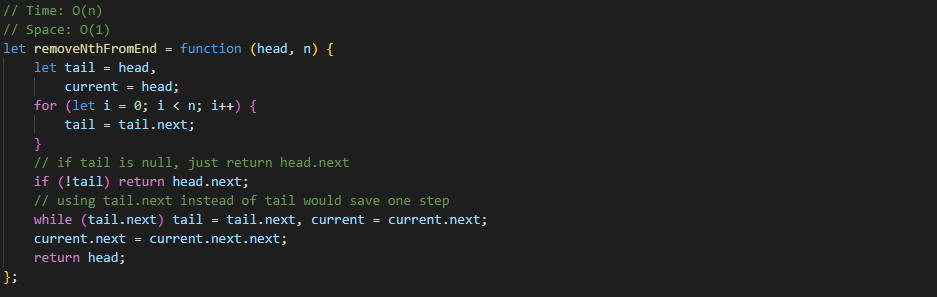 // Time: O(n)
// Space: O(1)
let removeNthFromEnd = function (head, n) {
    let tail = head,
        current = head;
    for (let i = 0; i < n; i++) {
        tail = tail.next;
    }
    // if tail is null, just return head.next
    if (!tail) return head.next;
    // using tail.next instead of tail would save one step
    while (tail.next) tail = tail.next, current = current.next;
    current.next = current.next.next;
    return head;
};